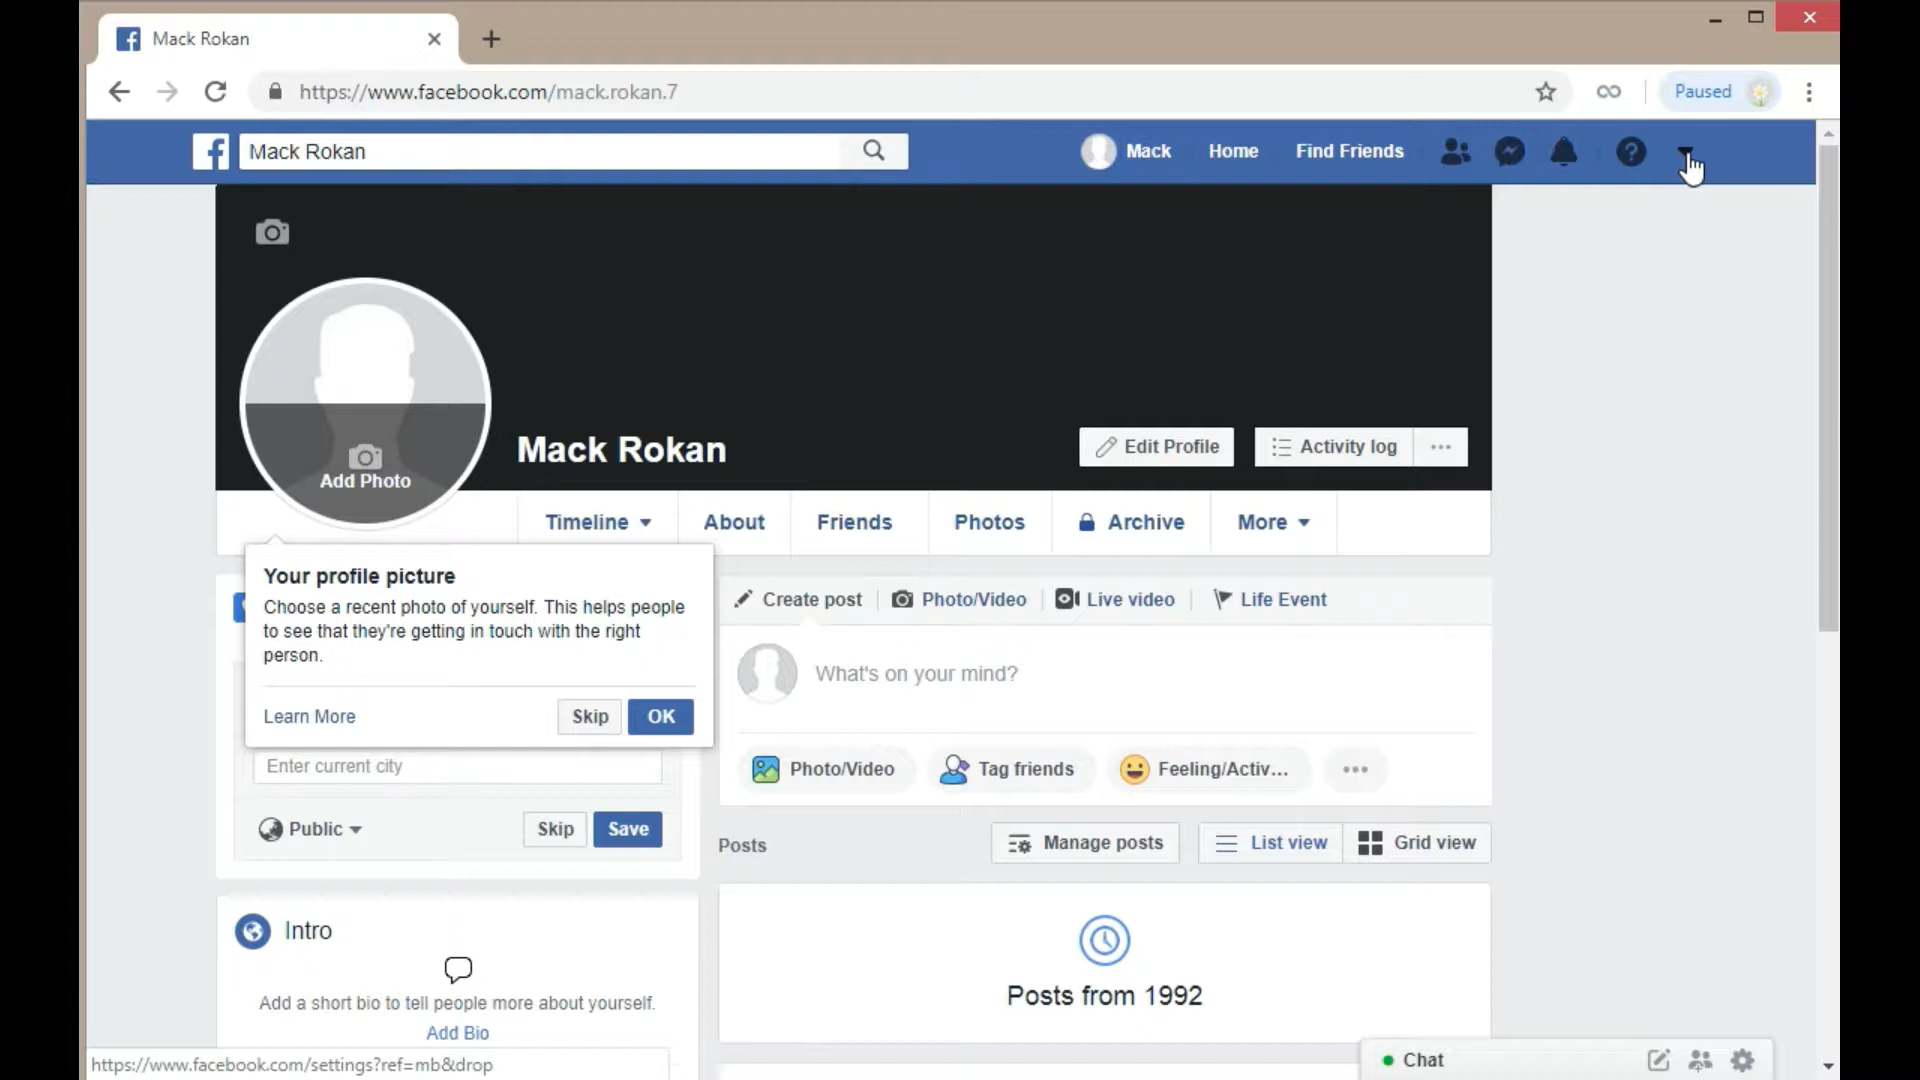 Mack Rokan
https://www.facebook.com/mack.rokan.7
Paused
Mack Rokan
Mack
Home
Find Friends
Add Photo
Mack Rokan
Edit Profile
Activity log
Timeline
About
Friends
Photos
Archive
More
Your profile picture
Choose a recent photo of yourself. This helps people
to see that they're getting in touch with the right
person.
Learn More
Skip
OK
Enter current city
Public
Skip
Save
Create post
Photo/Video
Live video
Life Event
What's on your mind?
Photo/Video
Tag friends
Feeling/Activ...
Posts
Manage posts
List view
Grid view
Posts from 1992
Intro
Add a short bio to tell people more about yourself.
Add Bio
https://www.facebook.com/settings?ref=mb&drop
Chat